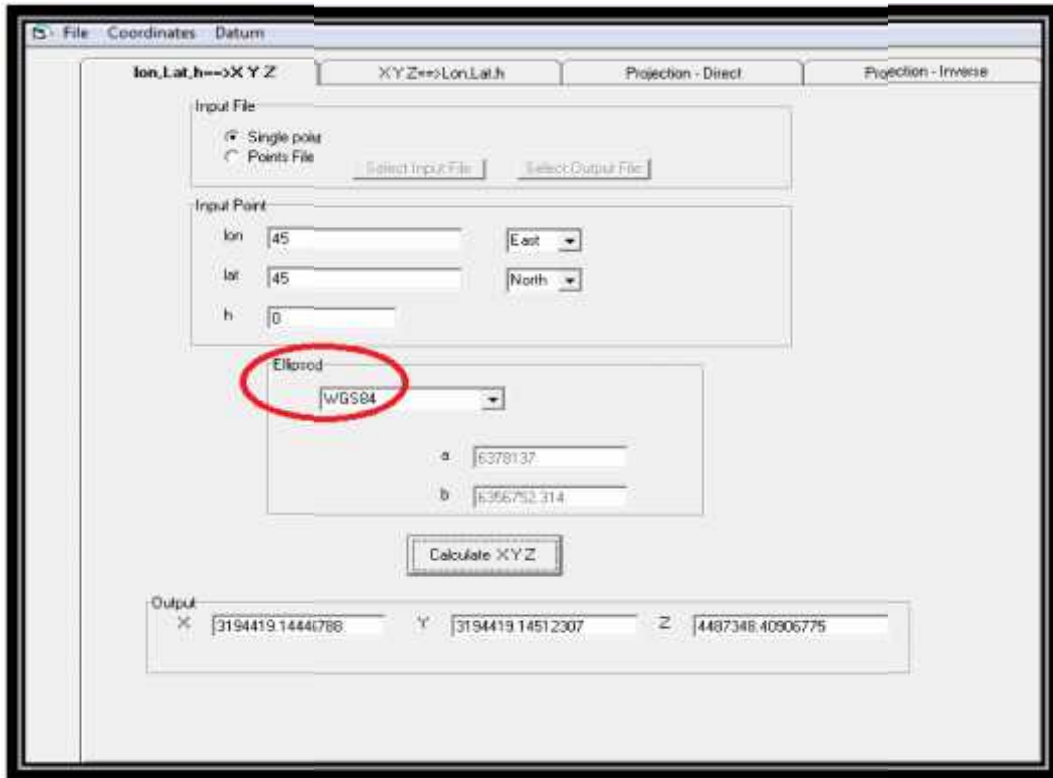 File Coordinates Datum
lon,Lat,h==>X Y Z X Y Z==>Lon,Lat,h Projection - Direct Projection - Inverse
Input File
Single point
Points File Select Input File Select Output File
Input Point
lon 45 East
lat 45 North
h 0
Ellipsod
WGS84
a 6378137
b 6356752.314
Calculate X Y Z
Output
X 3194419.14446788 Y 3194419.14512307 Z 4487348.40906775